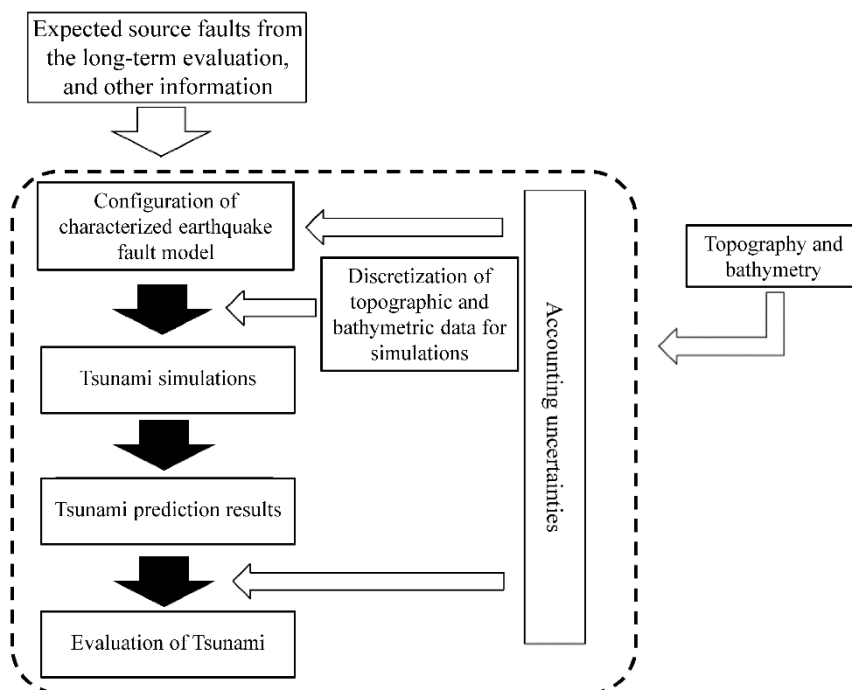 Expected source faults from
the long-term evaluation,
and other information
Configuration of
characterized earthquake
fault model
Topography and
bathymetry
Discretization of
topographic and
bathymetric data for
simulations
Accounting uncertainties
Tsunami simulations
Tsunami prediction results
Evaluation of Tsunami